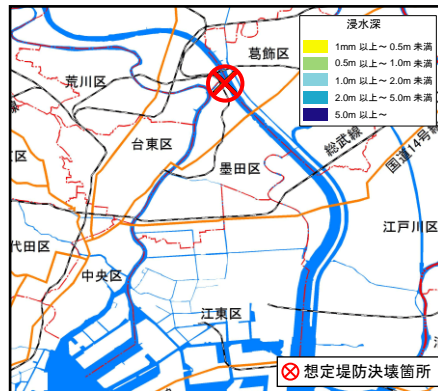 浸水深
1mm 以上～ 0.5m 未満
0.5m 以上～ 1.0m 未満
1.0m 以上～ 2.0m 未満
2.0m 以上～ 5.0m 未満
5.0m 以上～
葛飾区
荒川区
台東区
墨田区
総武線
国道14号
江戸川区
代田区
中央区
江東区
想定堤防決壊箇所